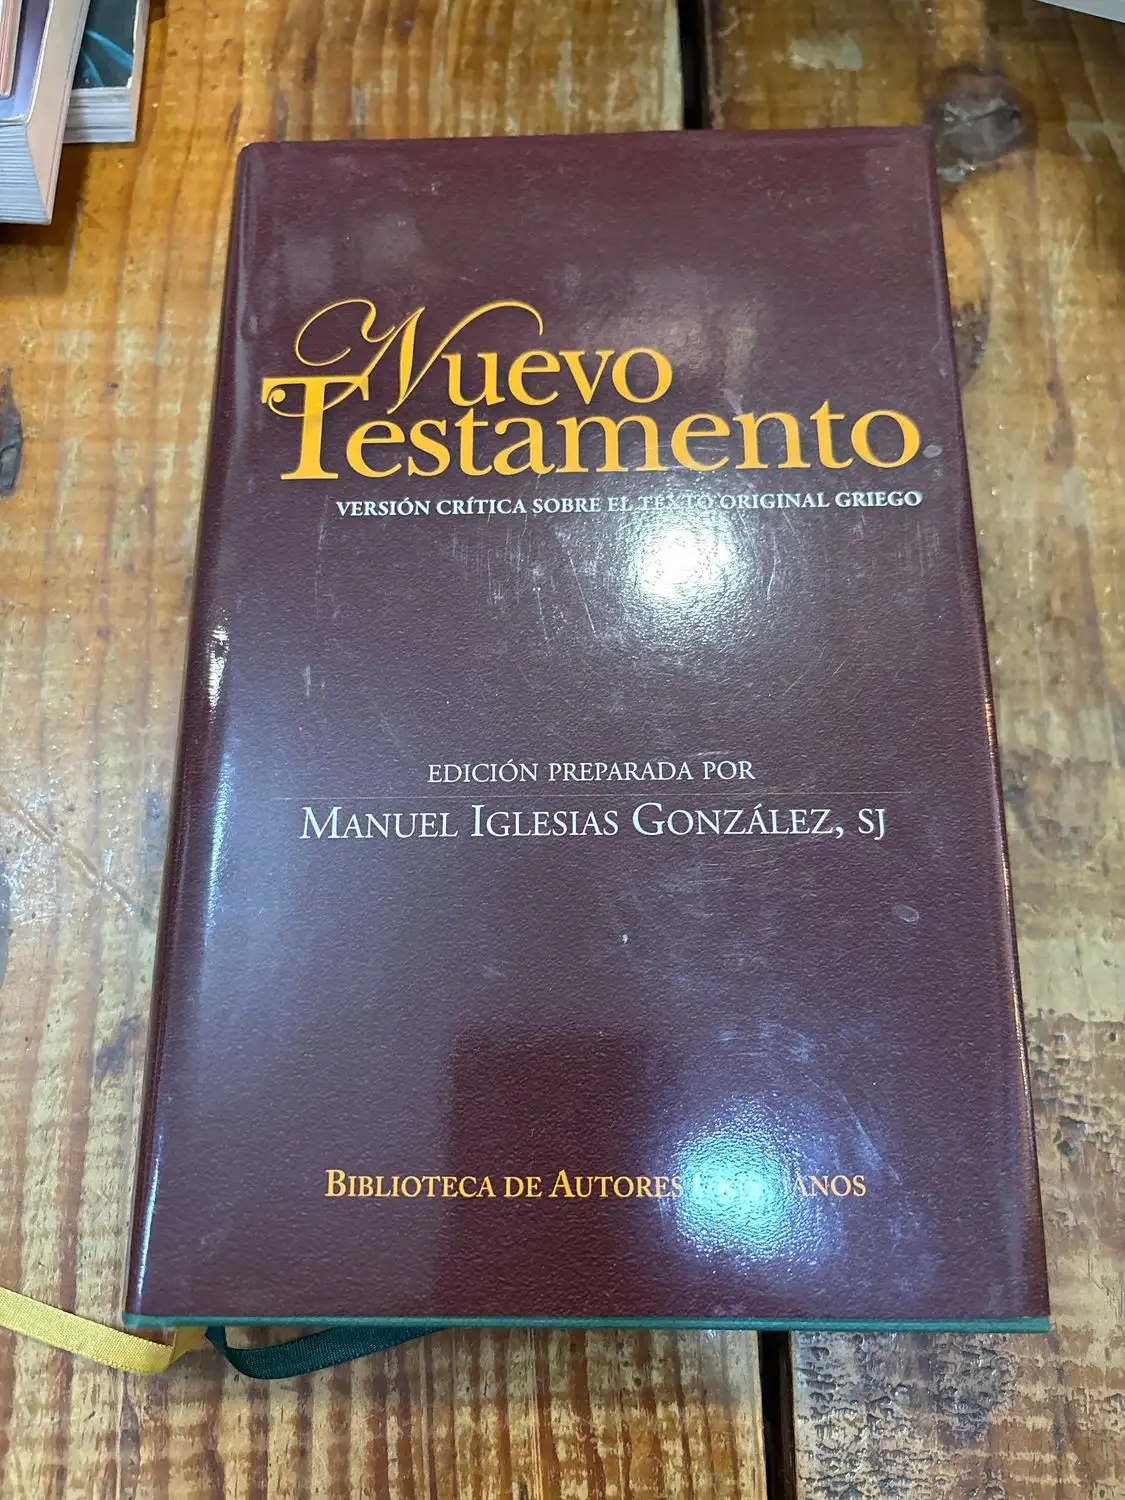 Nuevo
Testamento
VERSIÓN CRÍTICA SOBRE EL TEXTO ORIGINAL GRIEGO
EDICIÓN PREPARADA POR
MANUEL IGLESIAS GONZÁLEZ, SJ
BIBLIOTECA DE AUTORES